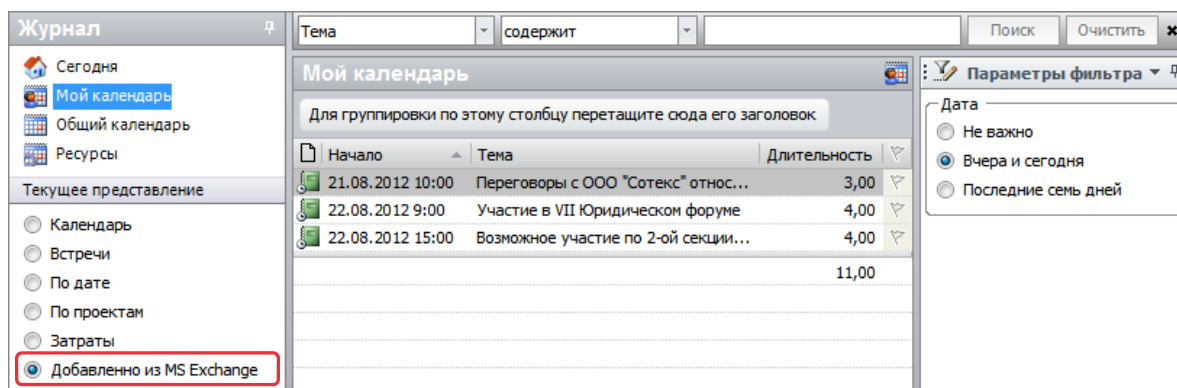 Журнал
Сегодня
Мой календарь
Общий календарь
Ресурсы
Текущее представление
Календарь
Встречи
По дате
По проектам
Затраты
Добавленно из MS Exchange
Тема содержит Поиск Очистить
Мой календарь
Для группировки по этому столбцу перетащите сюда его заголовок
Начало Тема Длительность
21.08.2012 10:00 Переговоры с ООО "Сотекс" относ... 3,00
22.08.2012 9:00 Участие в VII Юридическом форуме 4,00
22.08.2012 15:00 Возможное участие по 2-ой секции... 4,00
11,00
Параметры фильтра
Дата
Не важно
Вчера и сегодня
Последние семь дней